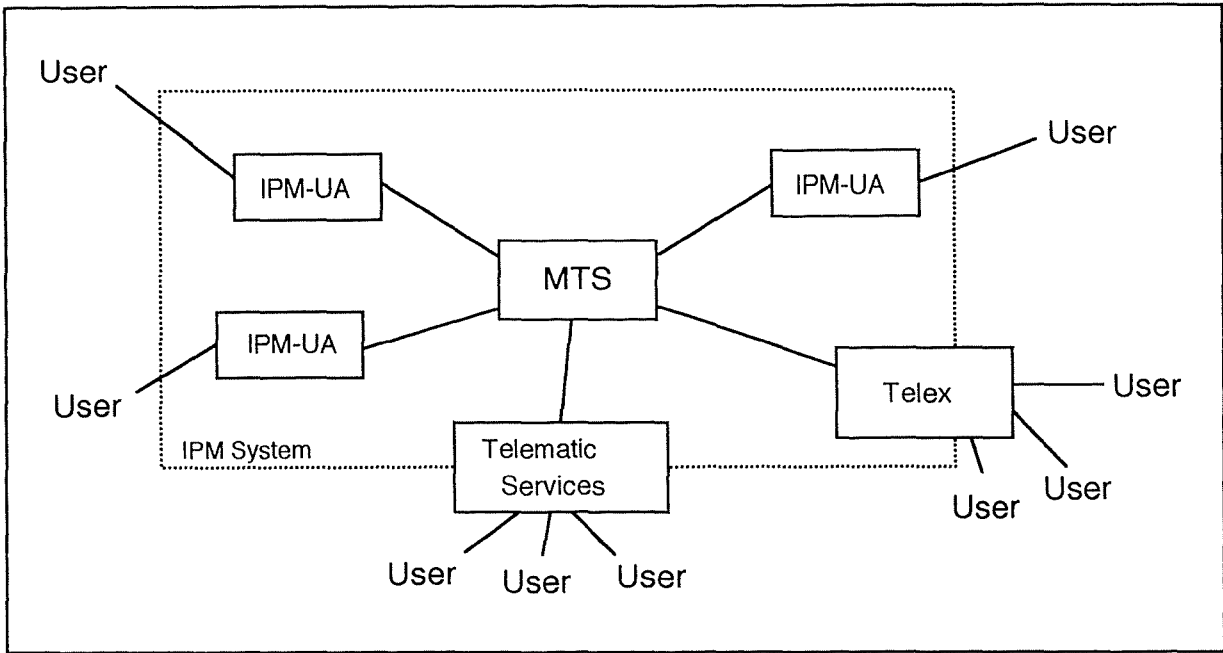 User
User
IPM-UA
IPM-UA
MTS
IPM-UA
User
User
Telex
IPM System
Telematic
Services
User
User
User
User
User